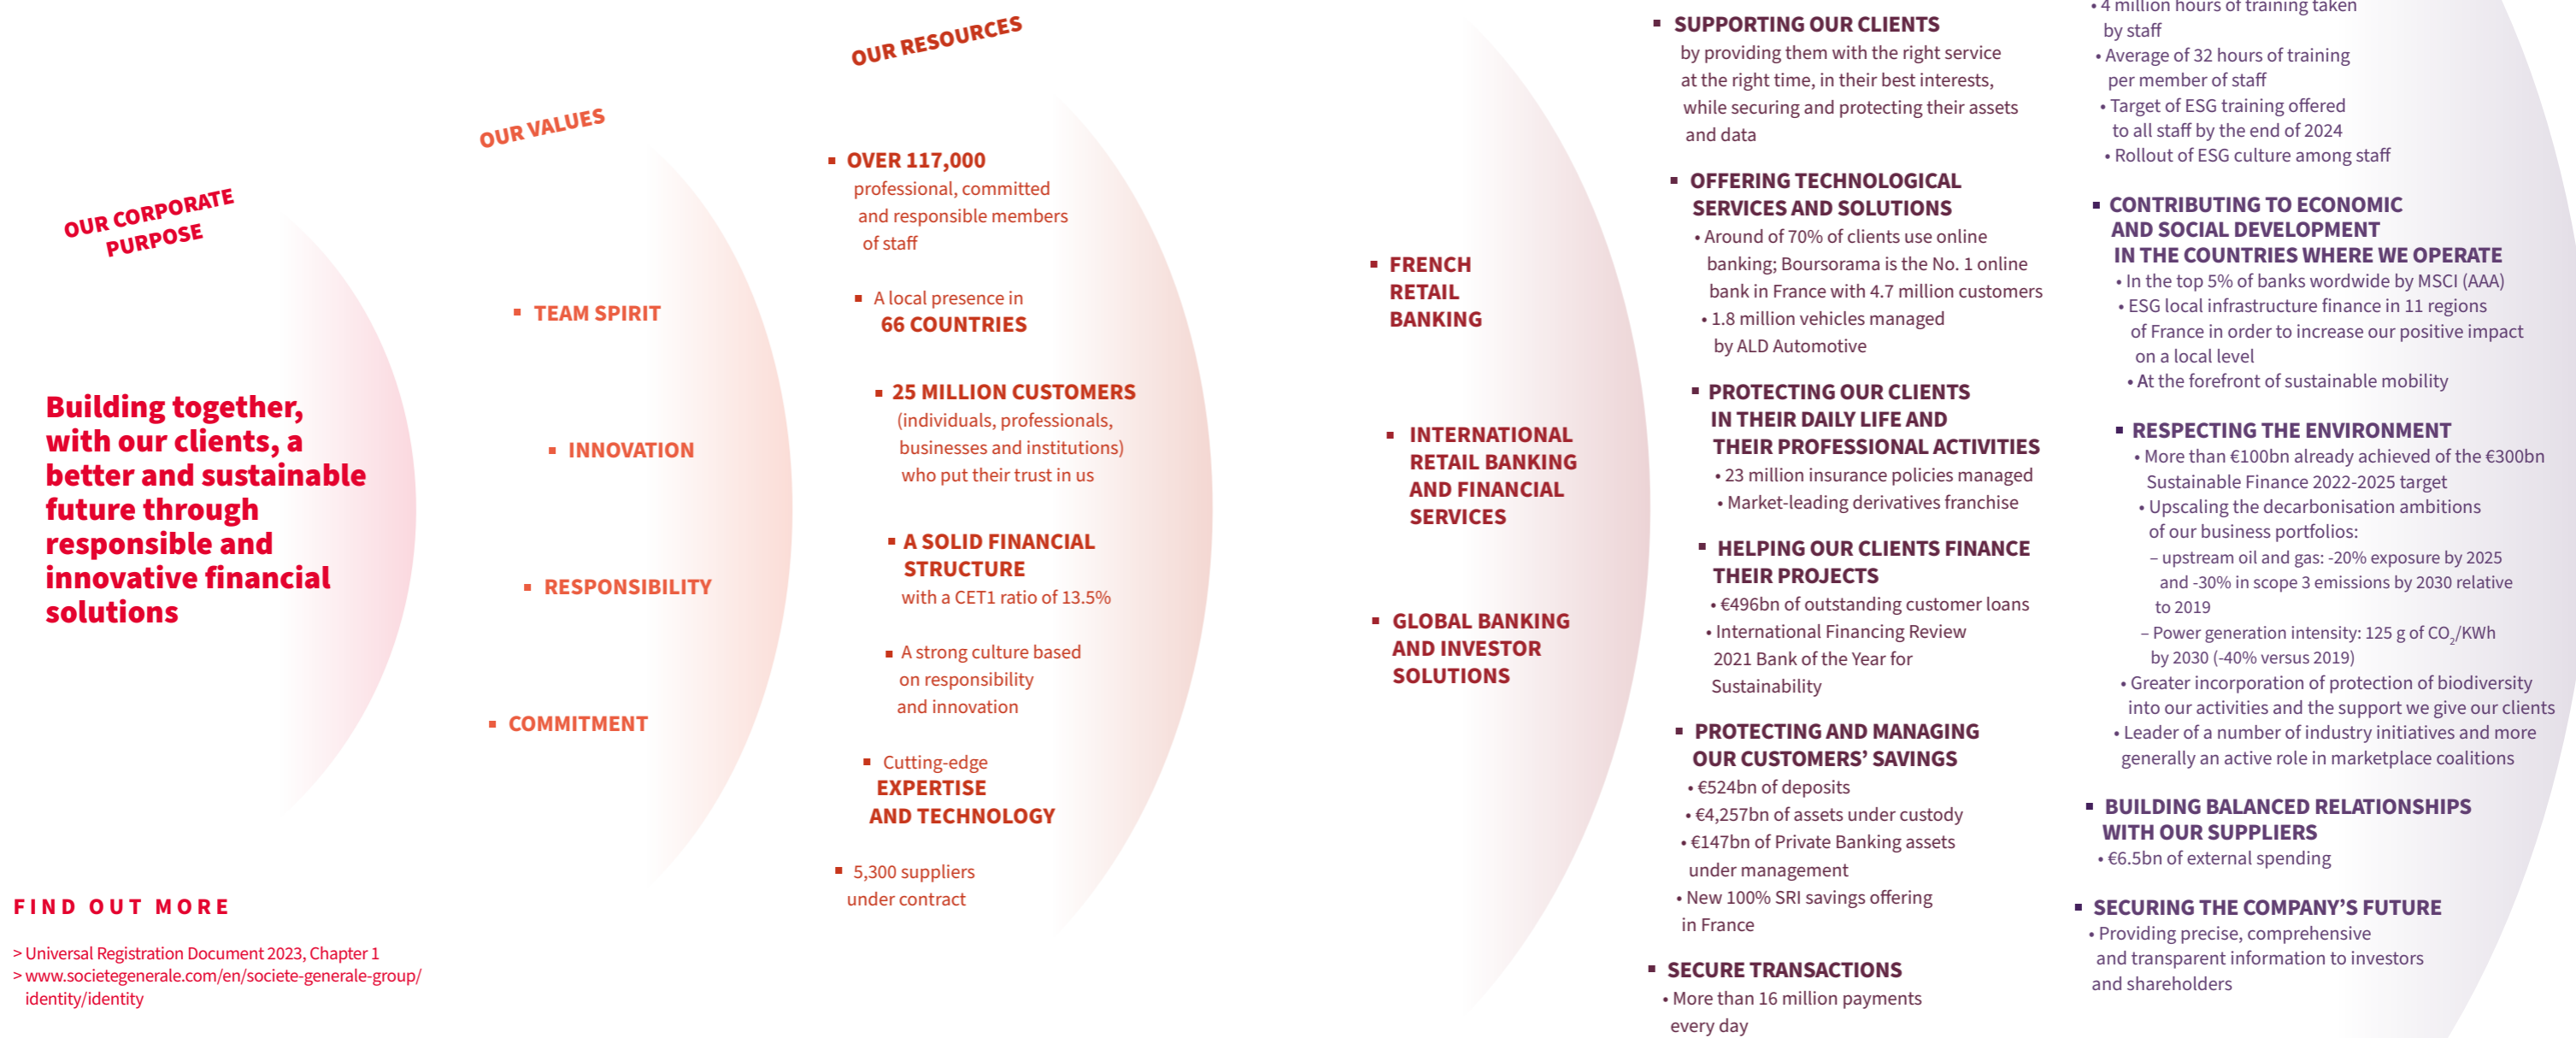 OUR CORPORATE
PURPOSE
Building together,
with our clients, a
better and sustainable
future through
responsible and
innovative financial
solutions
FIND OUT MORE
> Universal Registration Document 2023, Chapter 1
> www.societegenerale.com/en/societe-generale-group/
identity/identity
OUR VALUES
▪ TEAM SPIRIT
▪ INNOVATION
▪ RESPONSIBILITY
▪ COMMITMENT
OUR RESOURCES
▪ OVER 117,000
professional, committed
and responsible members
of staff
▪ A local presence in
66 COUNTRIES
▪ 25 MILLION CUSTOMERS
(individuals, professionals,
businesses and institutions)
who put their trust in us
▪ A SOLID FINANCIAL
STRUCTURE
with a CET1 ratio of 13.5%
▪ A strong culture based
on responsibility
and innovation
▪ Cutting-edge
EXPERTISE
AND TECHNOLOGY
▪ 5,300 suppliers
under contract
▪ FRENCH
RETAIL
BANKING
▪ INTERNATIONAL
RETAIL BANKING
AND FINANCIAL
SERVICES
▪ GLOBAL BANKING
AND INVESTOR
SOLUTIONS
▪ SUPPORTING OUR CLIENTS
by providing them with the right service
at the right time, in their best interests,
while securing and protecting their assets
and data
▪ OFFERING TECHNOLOGICAL
SERVICES AND SOLUTIONS
• Around of 70% of clients use online
banking; Boursorama is the No. 1 online
bank in France with 4.7 million customers
• 1.8 million vehicles managed
by ALD Automotive
▪ PROTECTING OUR CLIENTS
IN THEIR DAILY LIFE AND
THEIR PROFESSIONAL ACTIVITIES
• 23 million insurance policies managed
• Market-leading derivatives franchise
▪ HELPING OUR CLIENTS FINANCE
THEIR PROJECTS
• €496bn of outstanding customer loans
• International Financing Review
2021 Bank of the Year for
Sustainability
▪ PROTECTING AND MANAGING
OUR CUSTOMERS’ SAVINGS
• €524bn of deposits
• €4,257bn of assets under custody
• €147bn of Private Banking assets
under management
• New 100% SRI savings offering
in France
▪ SECURE TRANSACTIONS
• More than 16 million payments
every day
• 4 million hours of training taken
by staff
• Average of 32 hours of training
per member of staff
• Target of ESG training offered
to all staff by the end of 2024
• Rollout of ESG culture among staff
▪ CONTRIBUTING TO ECONOMIC
AND SOCIAL DEVELOPMENT
IN THE COUNTRIES WHERE WE OPERATE
• In the top 5% of banks wordwide by MSCI (AAA)
• ESG local infrastructure finance in 11 regions
of France in order to increase our positive impact
on a local level
• At the forefront of sustainable mobility
▪ RESPECTING THE ENVIRONMENT
• More than €100bn already achieved of the €300bn
Sustainable Finance 2022-2025 target
• Upscaling the decarbonisation ambitions
of our business portfolios:
– upstream oil and gas: -20% exposure by 2025
and -30% in scope 3 emissions by 2030 relative
to 2019
– Power generation intensity: 125 g of CO₂/KWh
by 2030 (-40% versus 2019)
• Greater incorporation of protection of biodiversity
into our activities and the support we give our clients
• Leader of a number of industry initiatives and more
generally an active role in marketplace coalitions
▪ BUILDING BALANCED RELATIONSHIPS
WITH OUR SUPPLIERS
• €6.5bn of external spending
▪ SECURING THE COMPANY’S FUTURE
• Providing precise, comprehensive
and transparent information to investors
and shareholders